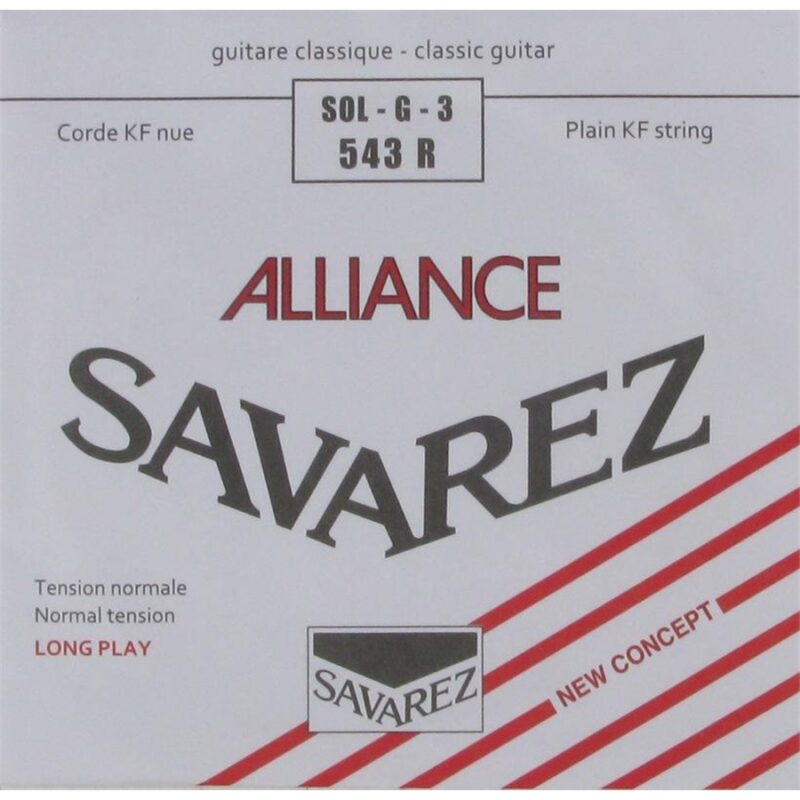 guitare classique - classic guitar
SOL - G - 3
543 R
Corde KF nue
Plain KF string
ALLIANCE
SAVAREZ
Tension normale
Normal tension
LONG PLAY
NEW CONCEPT
SAVAREZ